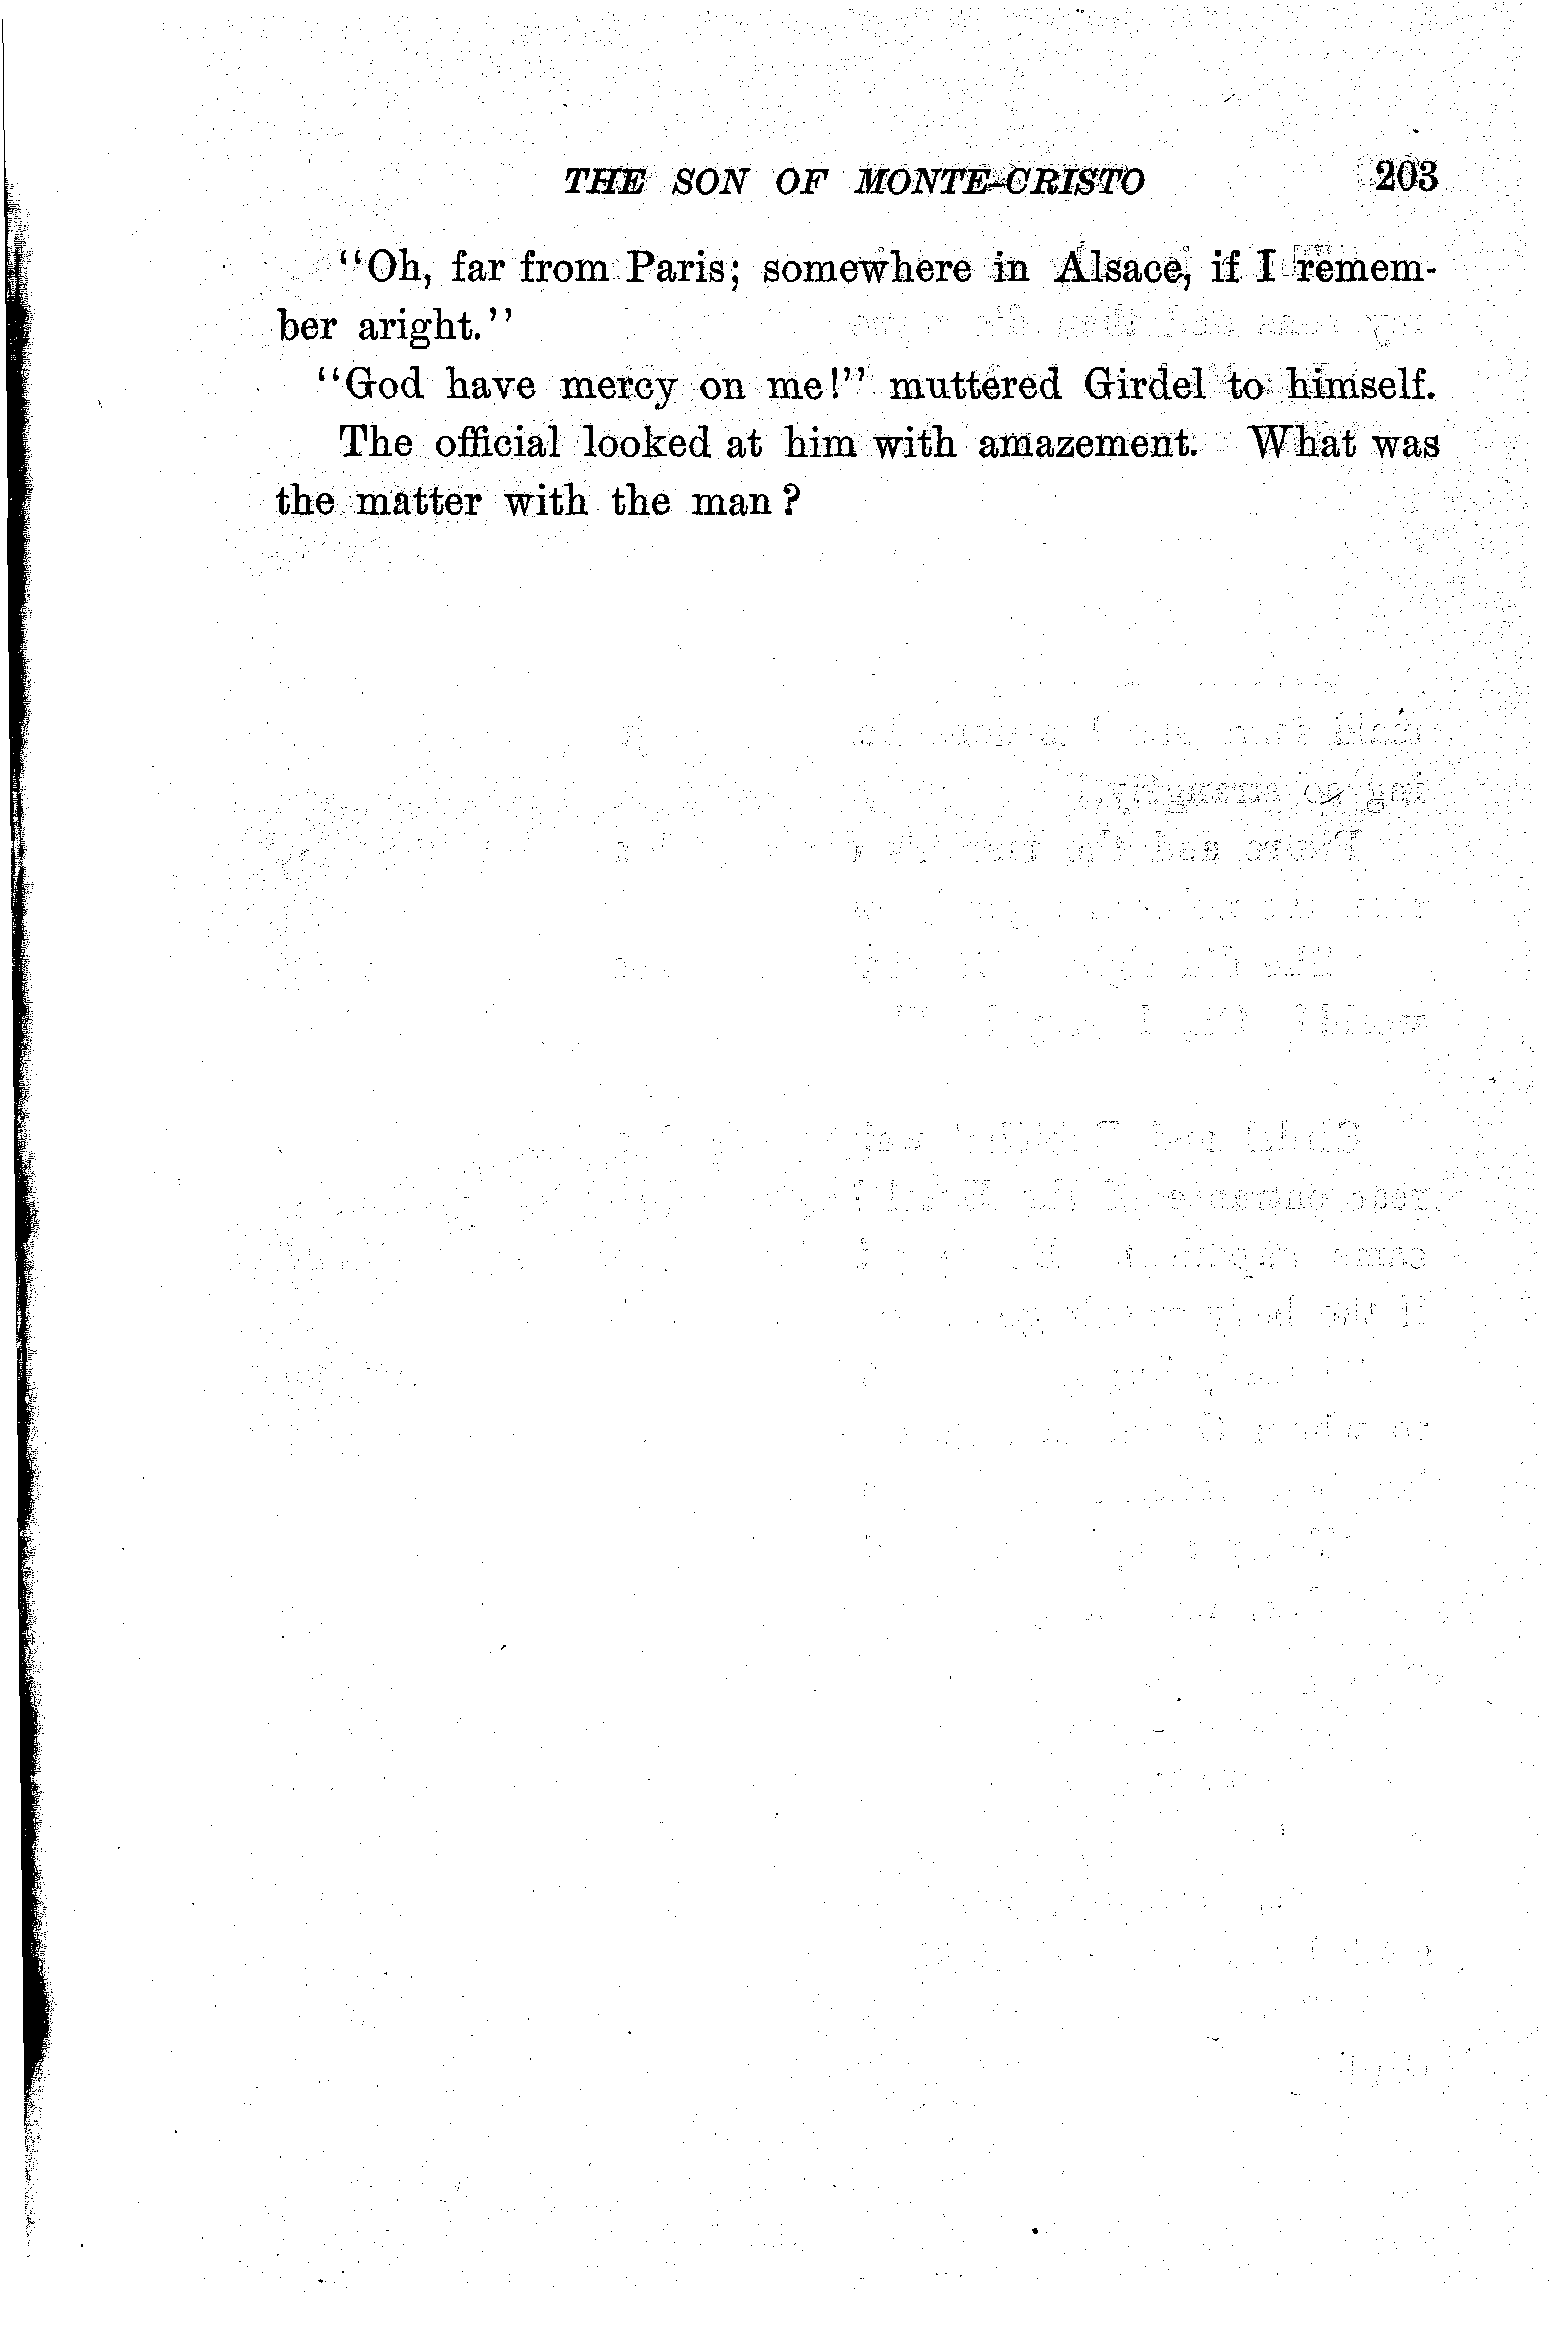 THE SON OF MONTE-CRISTO 203
"Oh, far from Paris; somewhere in Alsace, if I remem-
ber aright."
"God have mercy on me!" muttered Girdel to himself.
The official looked at him with amazement. What was
the matter with the man?